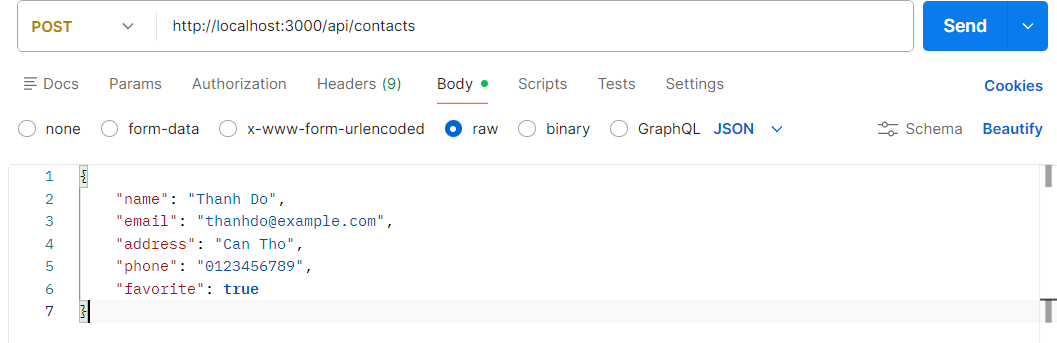 POST http://localhost:3000/api/contacts Send
Docs Params Authorization Headers (9) Body Scripts Tests Settings Cookies
none form-data x-www-form-urlencoded raw binary GraphQL JSON Schema Beautify
1 {
2 "name": "Thanh Do",
3 "email": "thanhdo@example.com",
4 "address": "Can Tho",
5 "phone": "0123456789",
6 "favorite": true
7 }